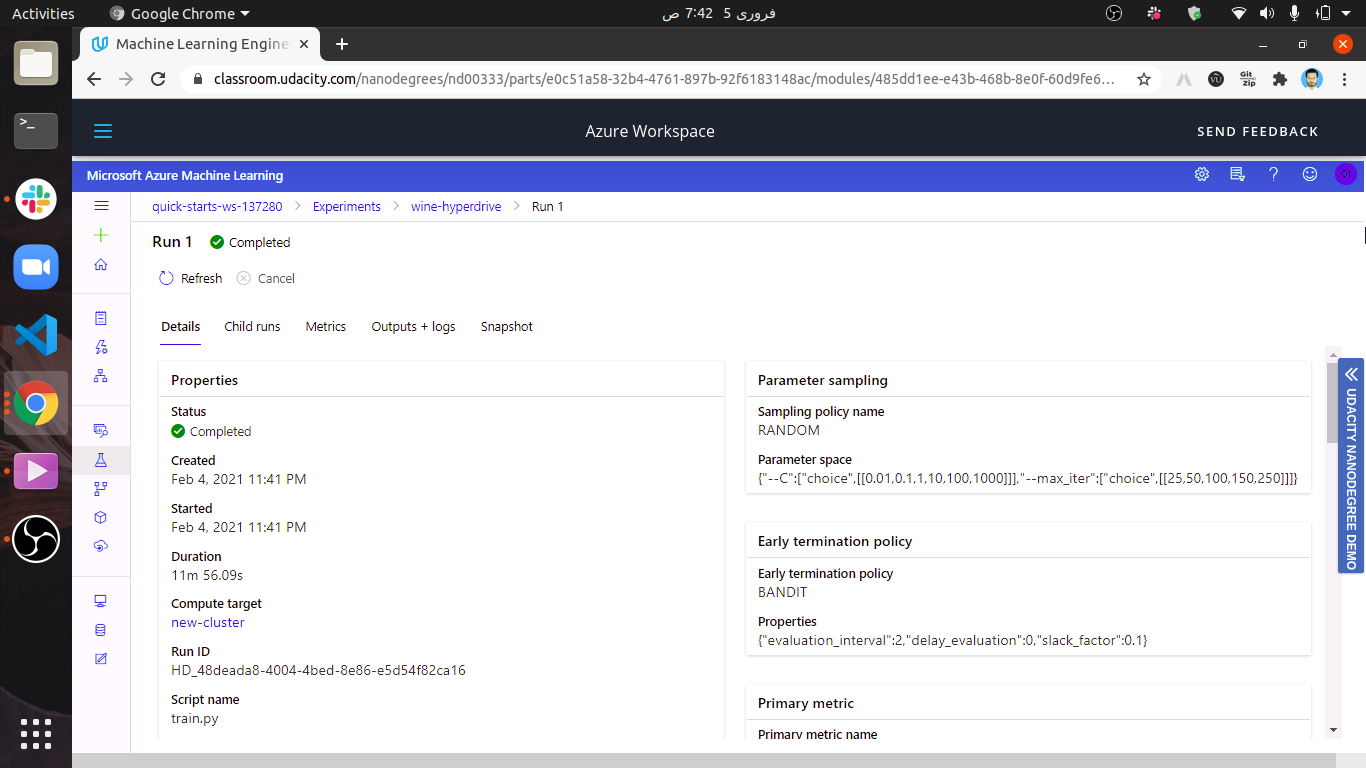 Activities
Google Chrome
فروری 5 7:42 ص
Machine Learning Engine
classroom.udacity.com/nanodegrees/nd00333/parts/e0c51a58-32b4-4761-897b-92f6183148ac/modules/485dd1ee-e43b-468b-8e0f-60d9fe6...
Azure Workspace
SEND FEEDBACK
Microsoft Azure Machine Learning
quick-starts-ws-137280 > Experiments > wine-hyperdrive > Run 1
Run 1 Completed
Refresh Cancel
Details Child runs Metrics Outputs + logs Snapshot
Properties
Status
Completed
Created
Feb 4, 2021 11:41 PM
Started
Feb 4, 2021 11:41 PM
Duration
11m 56.09s
Compute target
new-cluster
Run ID
HD_48deada8-4004-4bed-8e86-e5d54f82ca16
Script name
train.py
Parameter sampling
Sampling policy name
RANDOM
Parameter space
{"--C":["choice",[[0.01,0.1,1,10,100,1000]]],"--max_iter":["choice",[[25,50,100,150,250]]]}
Early termination policy
Early termination policy
BANDIT
Properties
{"evaluation_interval":2,"delay_evaluation":0,"slack_factor":0.1}
Primary metric
Primary metric name
UDACITY NANODEGREE DEMO